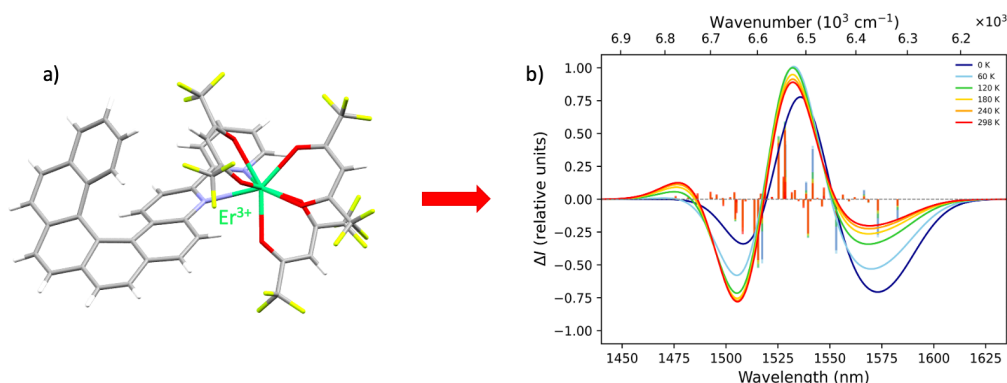 a)
Er³⁺
b)
Wavenumber (10³ cm⁻¹)
×10³
6.9 6.8 6.7 6.6 6.5 6.4 6.3 6.2
1.00
0.75
0.50
0.25
0.00
−0.25
−0.50
−0.75
−1.00
ΔI (relative units)
0 K
60 K
120 K
180 K
240 K
298 K
1450 1475 1500 1525 1550 1575 1600 1625
Wavelength (nm)